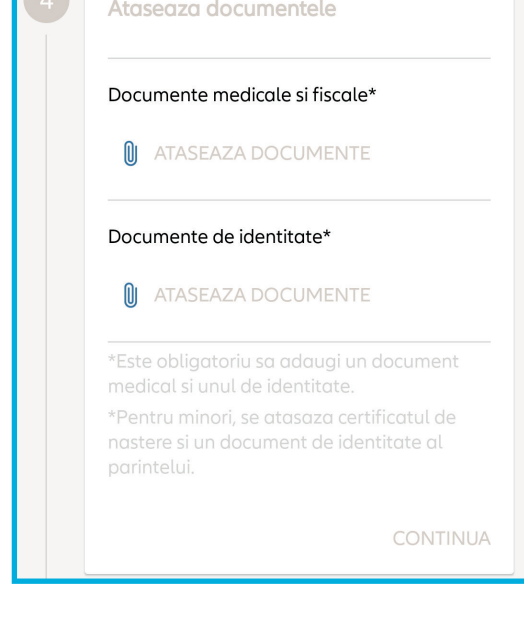 4
Ataseaza documentele
Documente medicale si fiscale*
ATASEAZA DOCUMENTE
Documente de identitate*
ATASEAZA DOCUMENTE
*Este obligatoriu sa adaugi un document
medical si unul de identitate.
*Pentru minori, se atasaza certificatul de
nastere si un document de identitate al
parintelui.
CONTINUA